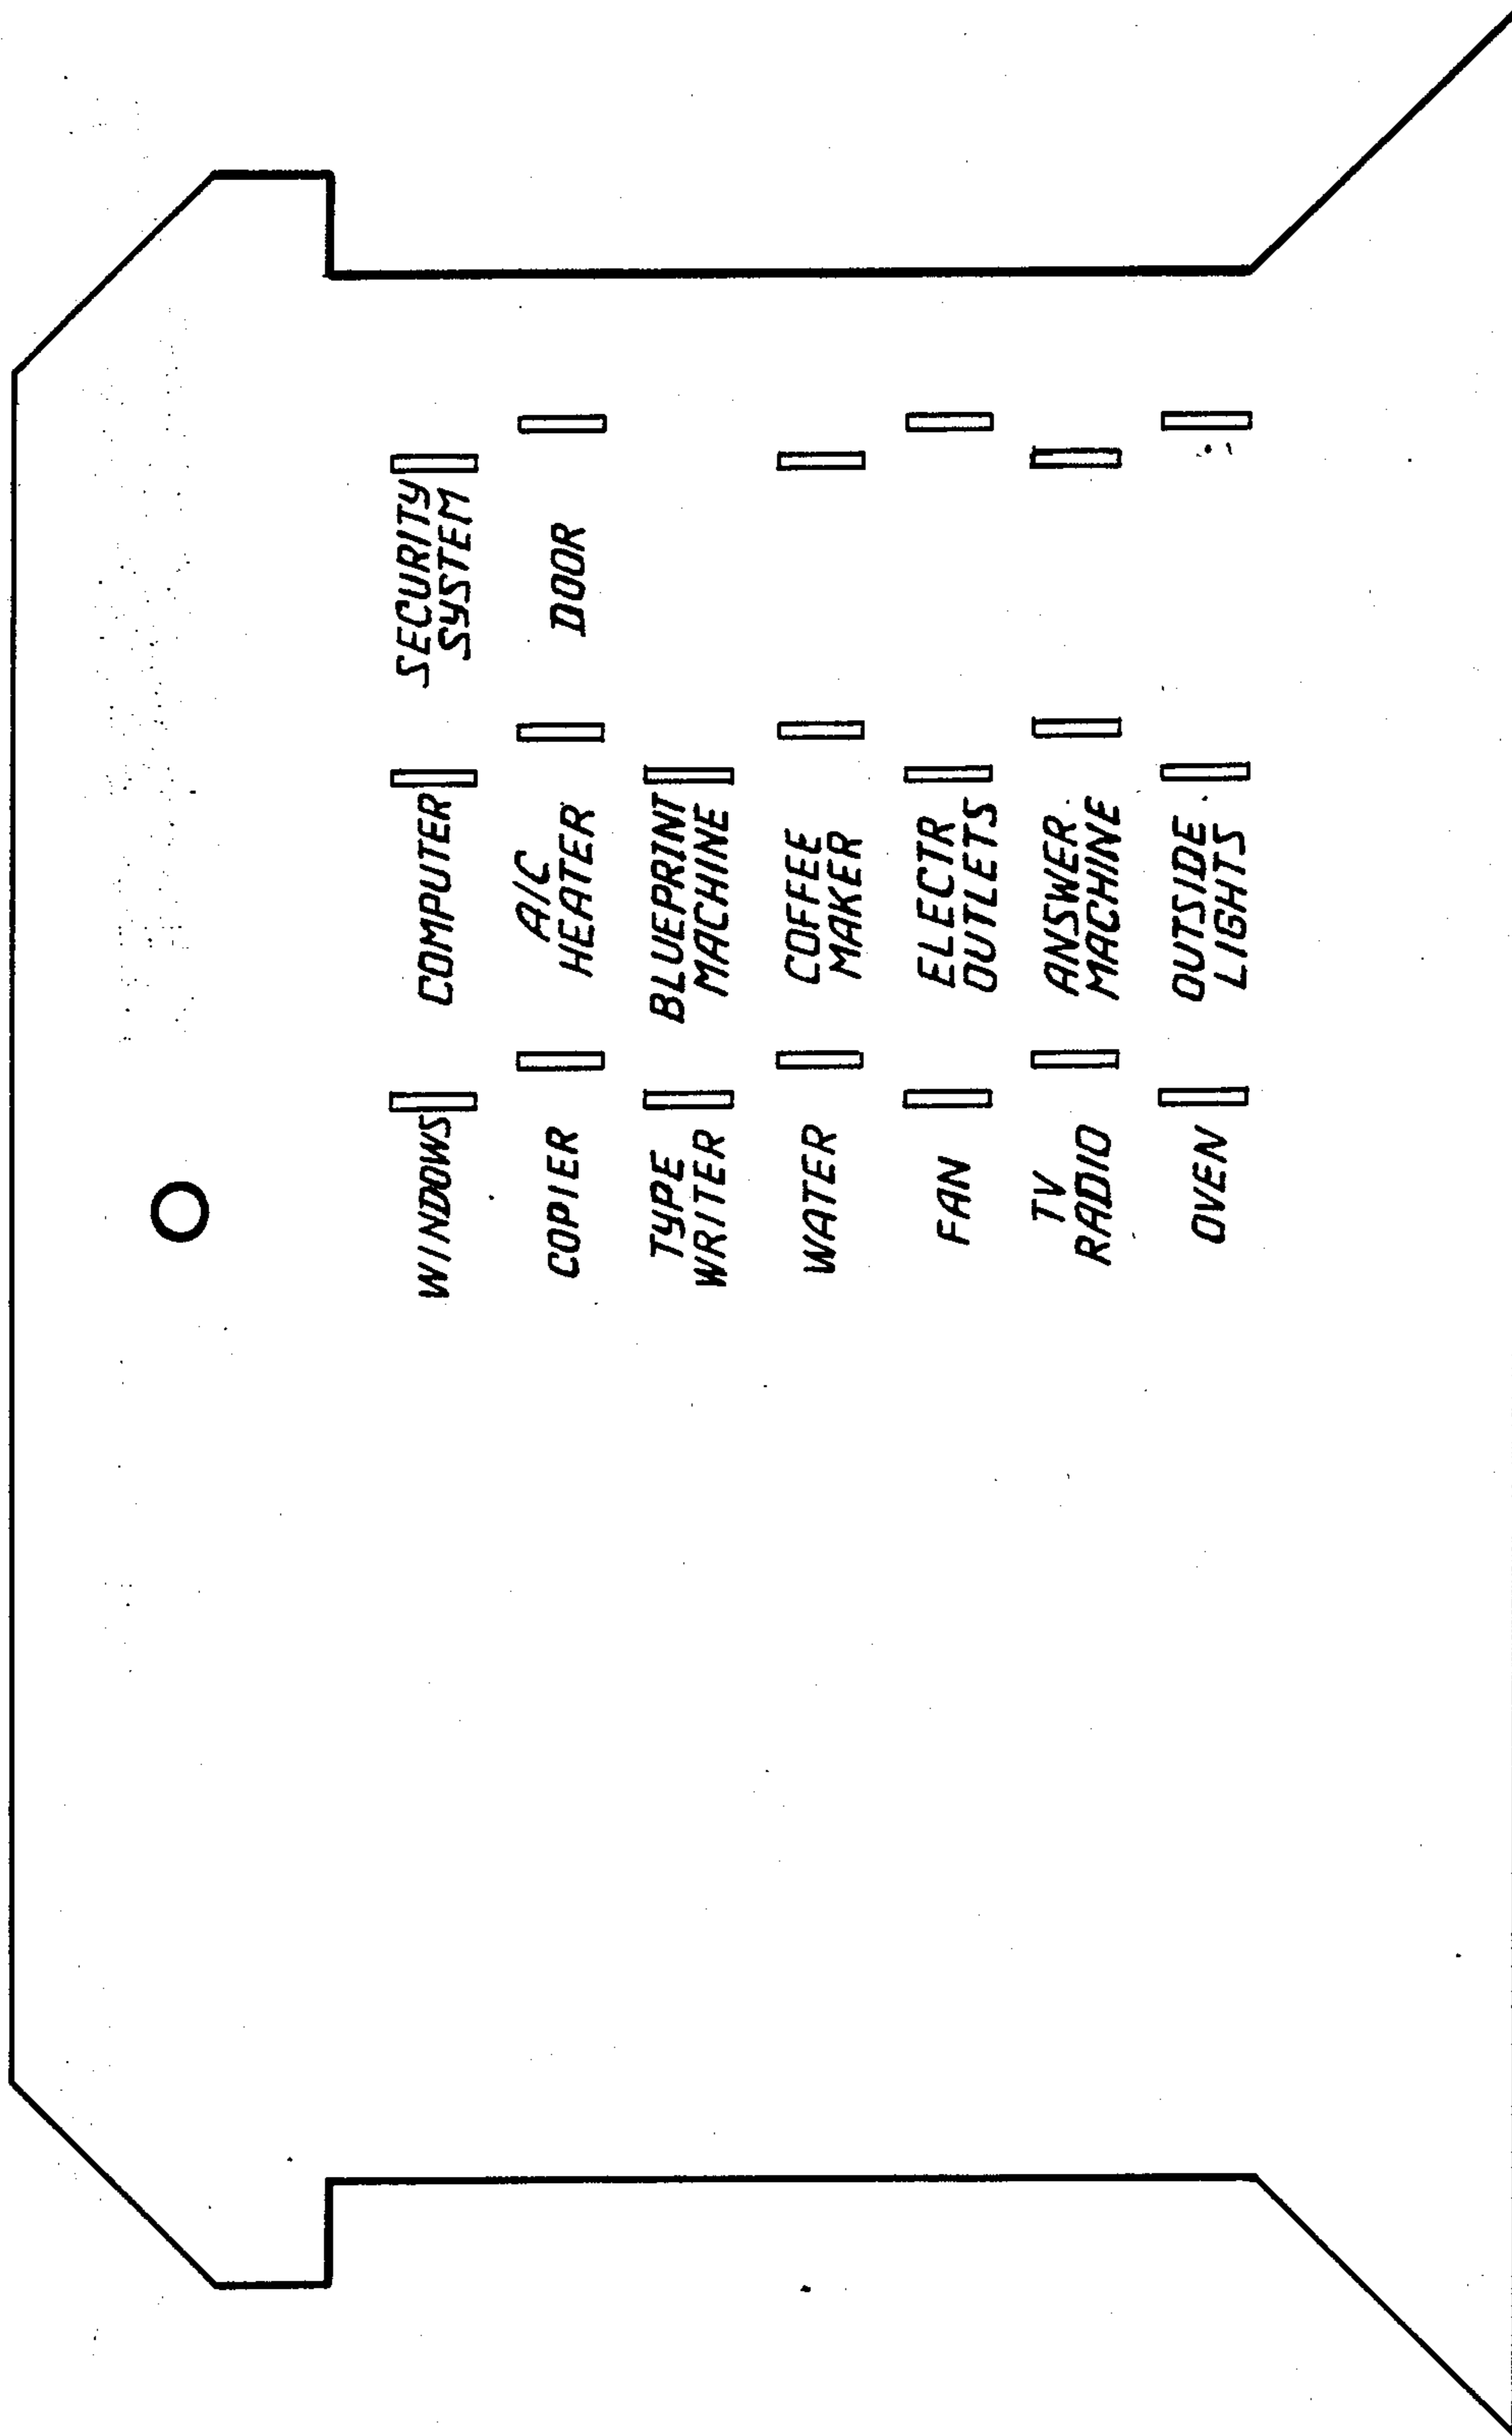 WINDOWS
COMPUTER
SECURITY
SYSTEM
COPIER
A/C
HEATER
DOOR
TYPE
WRITER
BLUEPRINT
MACHINE
WATER
COFFEE
MAKER
FAN
ELECTR
OUTLETS
TV
RADIO
ANSWER
MACHINE
OVEN
OUTSIDE
LIGHTS